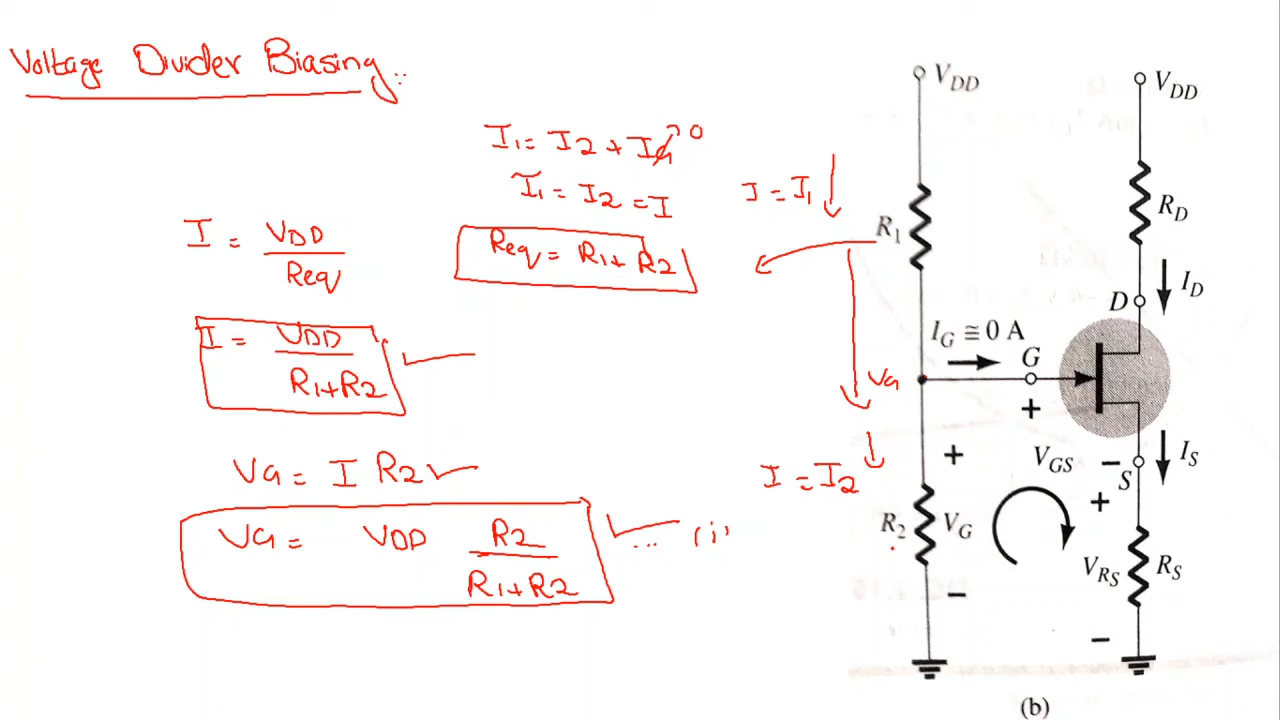 Voltage Divider Biasing..
I1 = I2 + IG → 0
I1 = I2 = I
I = VDD / Req
Req = R1 + R2
I = VDD / R1+R2
VG = I R2 ✓
VG = VDD R2 / R1+R2 ... (i)
I = I1 ↓
VG
I = I2 ↓
VDD
VDD
R1
RD
ID
D
IG ≅ 0 A
G
+
+
VGS
−
S
IS
+
R2
VG
VRS
RS
−
−
(b)